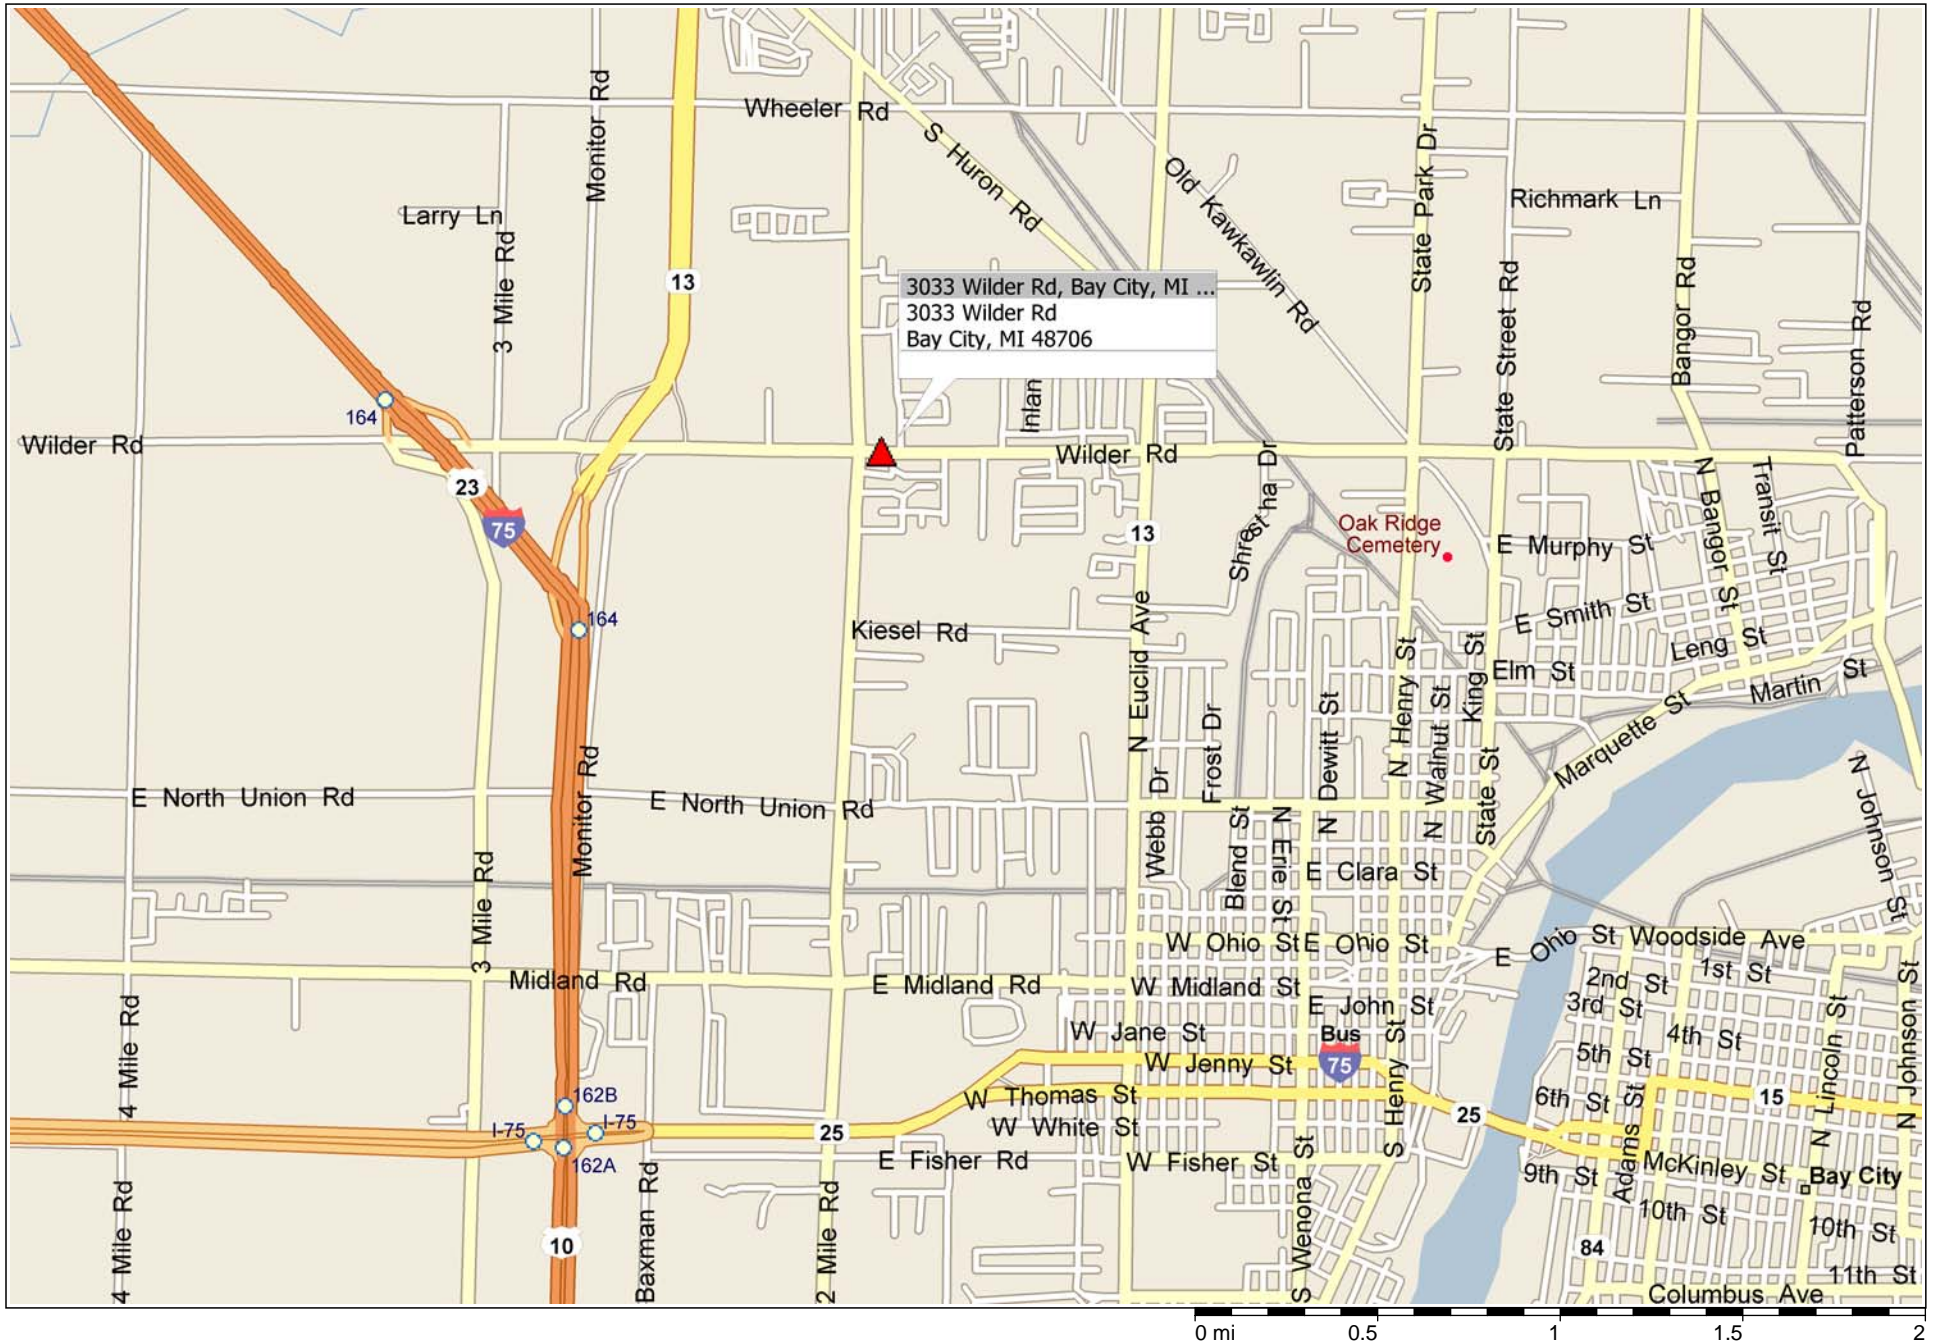 Wheeler Rd
Monitor Rd
S Huron Rd
Old Kawkawlin Rd
State Park Dr
Richmark Ln
Larry Ln
3 Mile Rd
13
State Street Rd
Bangor Rd
Patterson Rd
3033 Wilder Rd, Bay City, MI ...
3033 Wilder Rd
Bay City, MI 48706
Inlan
164
Wilder Rd
Wilder Rd
23
75
13
Shrestha Dr
Oak Ridge
Cemetery
E Murphy St
N Bangor St
Transit St
E Smith St
Leng St
Elm St
Martin St
Marquette St
164
Kiesel Rd
N Euclid Ave
N Henry St
King St
N Walnut St
State St
N Dewitt St
Frost Dr
Webb Dr
Blend St
N Erie St
N Johnson St
E North Union Rd
E North Union Rd
Monitor Rd
E Clara St
3 Mile Rd
W Ohio St
E Ohio St
E Ohio St
Woodside Ave
Midland Rd
E Midland Rd
W Midland St
1st St
2nd St
3rd St
E John St
4 Mile Rd
W Jane St
Bus
75
4th St
5th St
W Jenny St
S Henry St
N Lincoln St
N Johnson St
162B
W Thomas St
6th St
15
I-75
I-75
25
W White St
25
Adams St
162A
E Fisher Rd
W Fisher St
McKinley St
9th St
Bay City
4 Mile Rd
10
Baxman Rd
2 Mile Rd
S Wenona St
10th St
10th St
84
11th St
Columbus Ave
0 mi 0.5 1 1.5 2